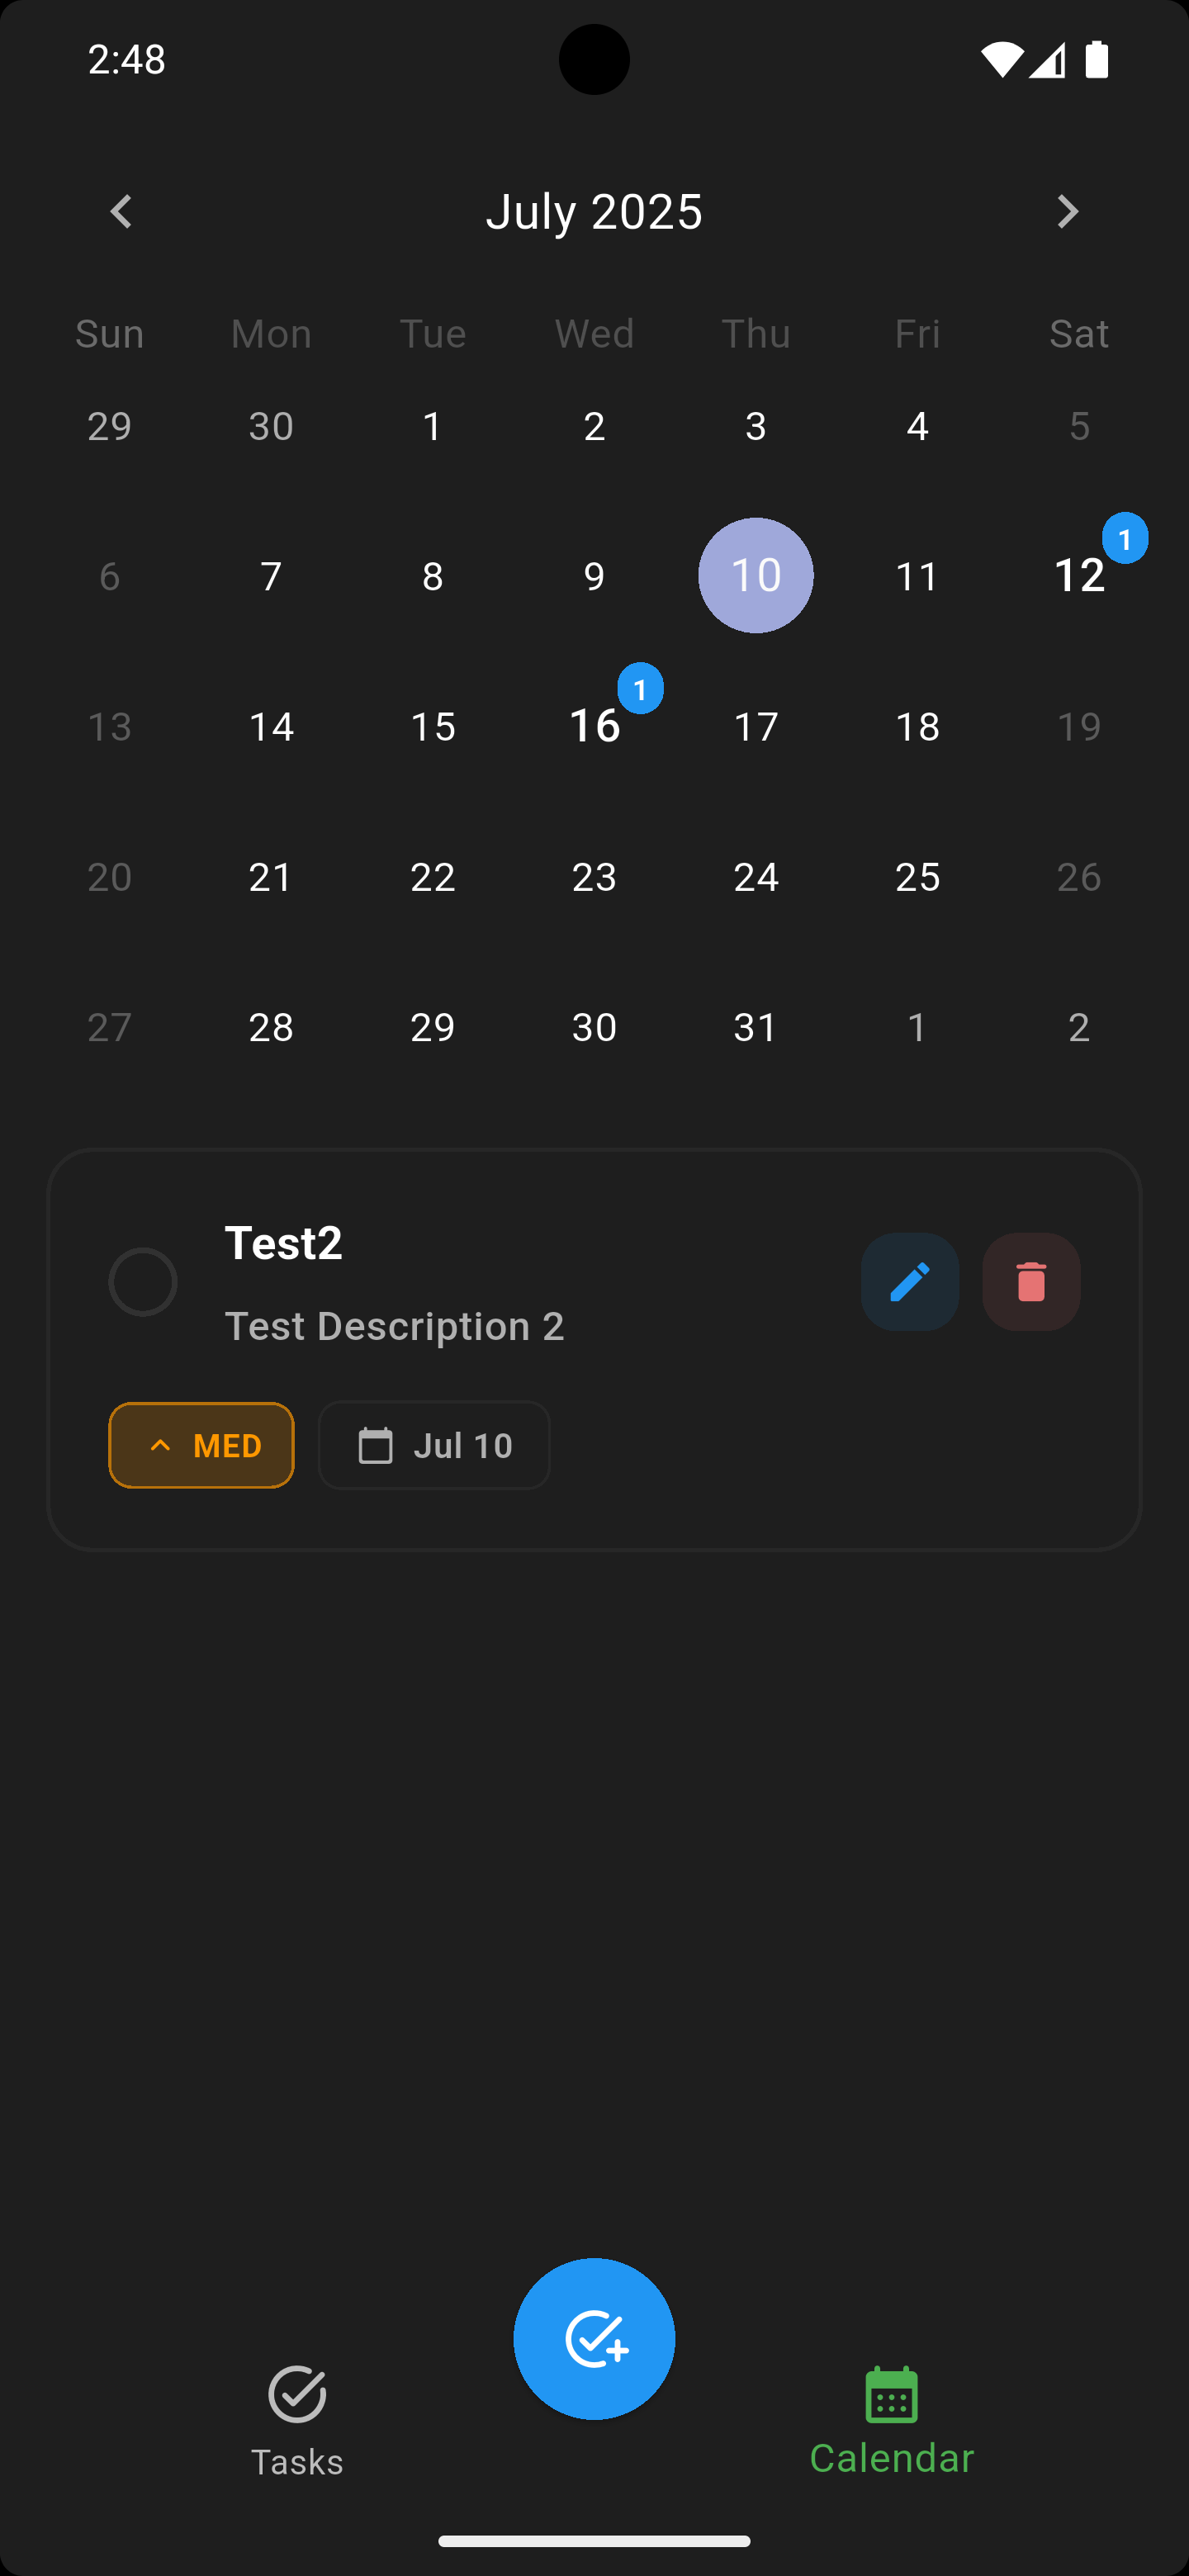 2:48
July 2025
Sun Mon Tue Wed Thu Fri Sat
29 30 1 2 3 4 5
6 7 8 9 10 11 12 1
13 14 15 16 1 17 18 19
20 21 22 23 24 25 26
27 28 29 30 31 1 2
Test2
Test Description 2
MED Jul 10
Tasks Calendar